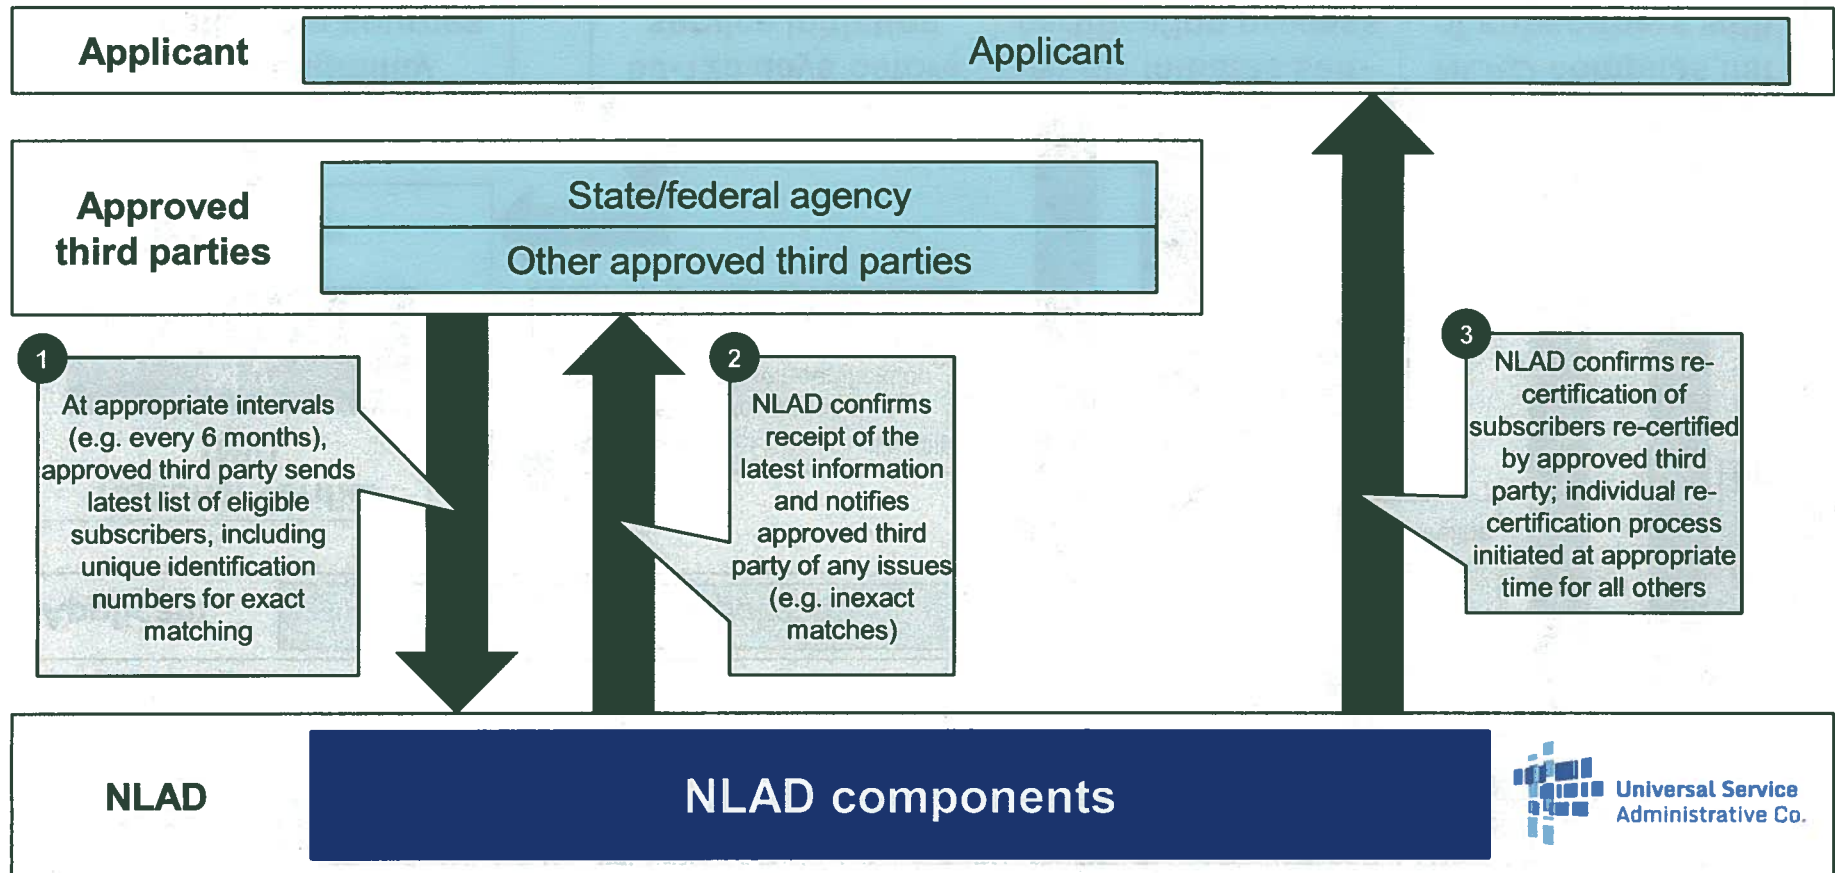 Applicant
Applicant
Approved
third parties
State/federal agency
Other approved third parties
1
At appropriate intervals
(e.g. every 6 months),
approved third party sends
latest list of eligible
subscribers, including
unique identification
numbers for exact
matching
2
NLAD confirms
receipt of the
latest information
and notifies
approved third
party of any issues
(e.g. inexact
matches)
3
NLAD confirms re-
certification of
subscribers re-certified
by approved third
party; individual re-
certification process
initiated at appropriate
time for all others
NLAD
NLAD components
Universal Service
Administrative Co.